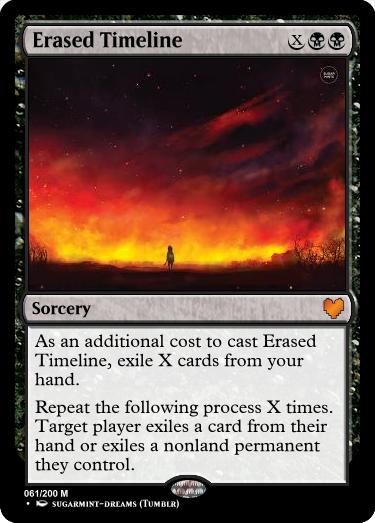 Erased Timeline X
SUGAR
MINTS
Sorcery
As an additional cost to cast Erased
Timeline, exile X cards from your
hand.
Repeat the following process X times.
Target player exiles a card from their
hand or exiles a nonland permanent
they control.
061/200 M
• SUGARMINT-DREAMS (TUMBLR)